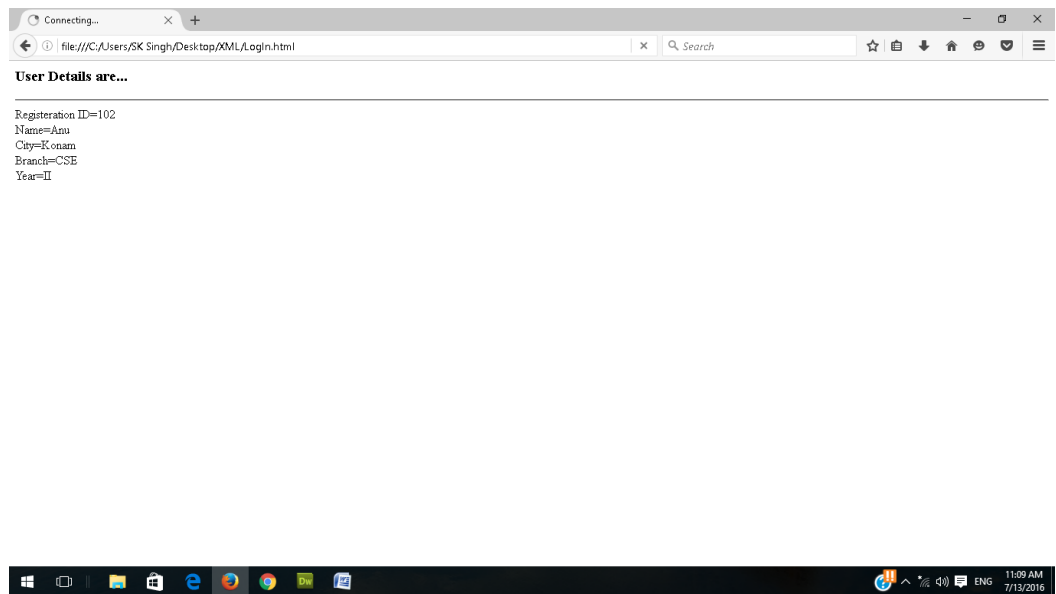 Connecting...
file:///C:/Users/SK Singh/Desktop/XML/LogIn.html
Search
User Details are...
Registeration ID=102
Name=Anu
City=Konam
Branch=CSE
Year=II
Dw
ENG
11:09 AM
7/13/2016